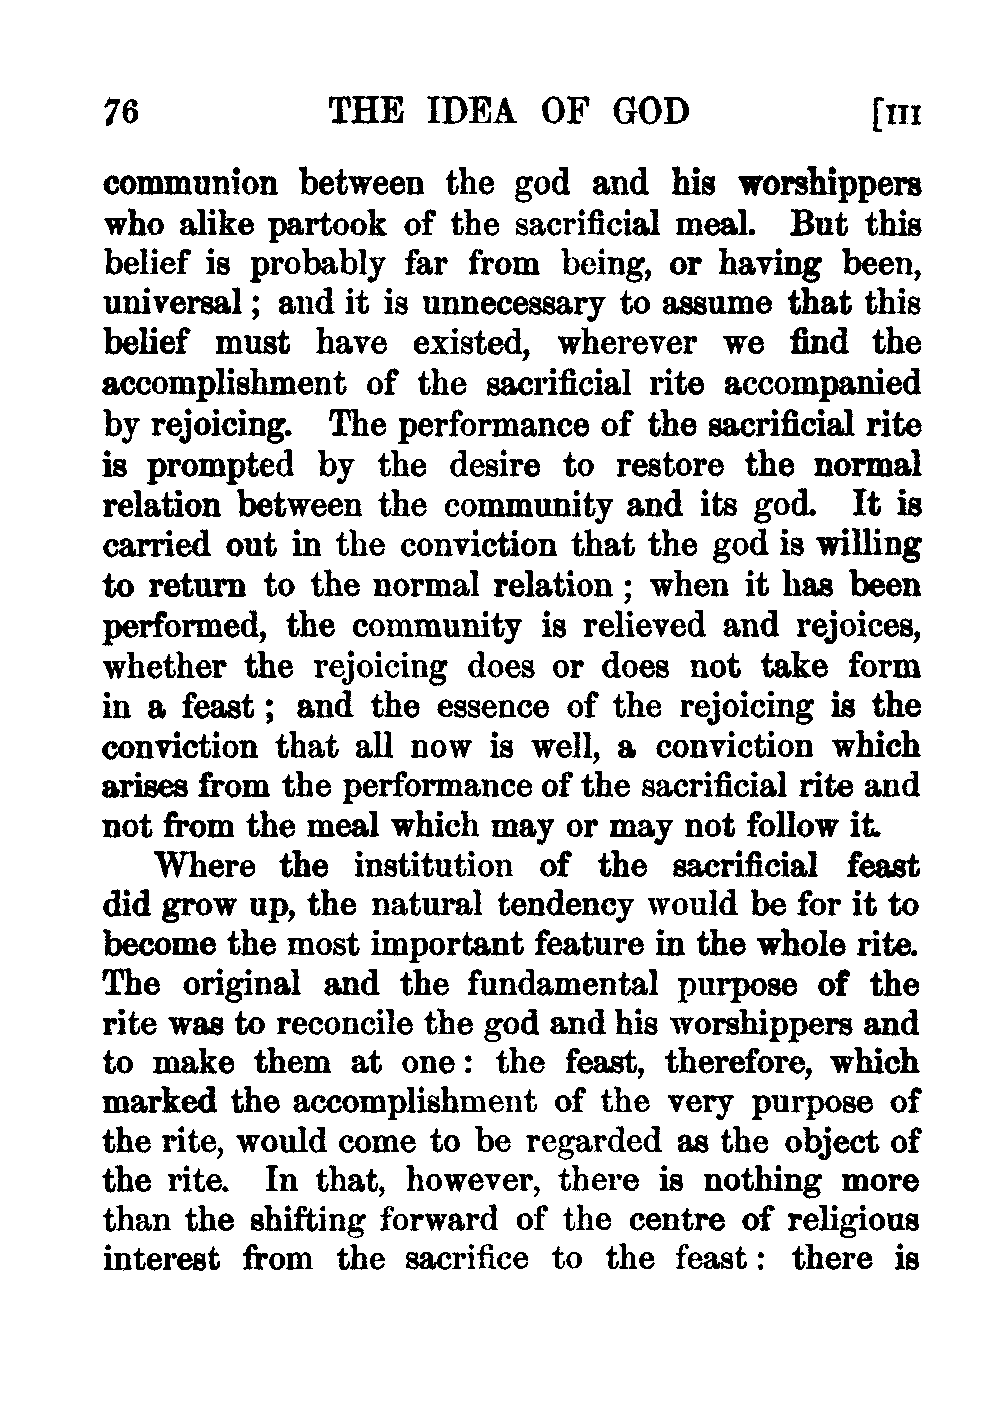 76 THE IDEA OF GOD [III
communion between the god and his worshippers
who alike partook of the sacrificial meal. But this
belief is probably far from being, or having been,
universal ; and it is unnecessary to assume that this
belief must have existed, wherever we find the
accomplishment of the sacrificial rite accompanied
by rejoicing. The performance of the sacrificial rite
is prompted by the desire to restore the normal
relation between the community and its god. It is
carried out in the conviction that the god is willing
to return to the normal relation ; when it has been
performed, the community is relieved and rejoices,
whether the rejoicing does or does not take form
in a feast ; and the essence of the rejoicing is the
conviction that all now is well, a conviction which
arises from the performance of the sacrificial rite and
not from the meal which may or may not follow it.
Where the institution of the sacrificial feast
did grow up, the natural tendency would be for it to
become the most important feature in the whole rite.
The original and the fundamental purpose of the
rite was to reconcile the god and his worshippers and
to make them at one : the feast, therefore, which
marked the accomplishment of the very purpose of
the rite, would come to be regarded as the object of
the rite. In that, however, there is nothing more
than the shifting forward of the centre of religious
interest from the sacrifice to the feast : there is